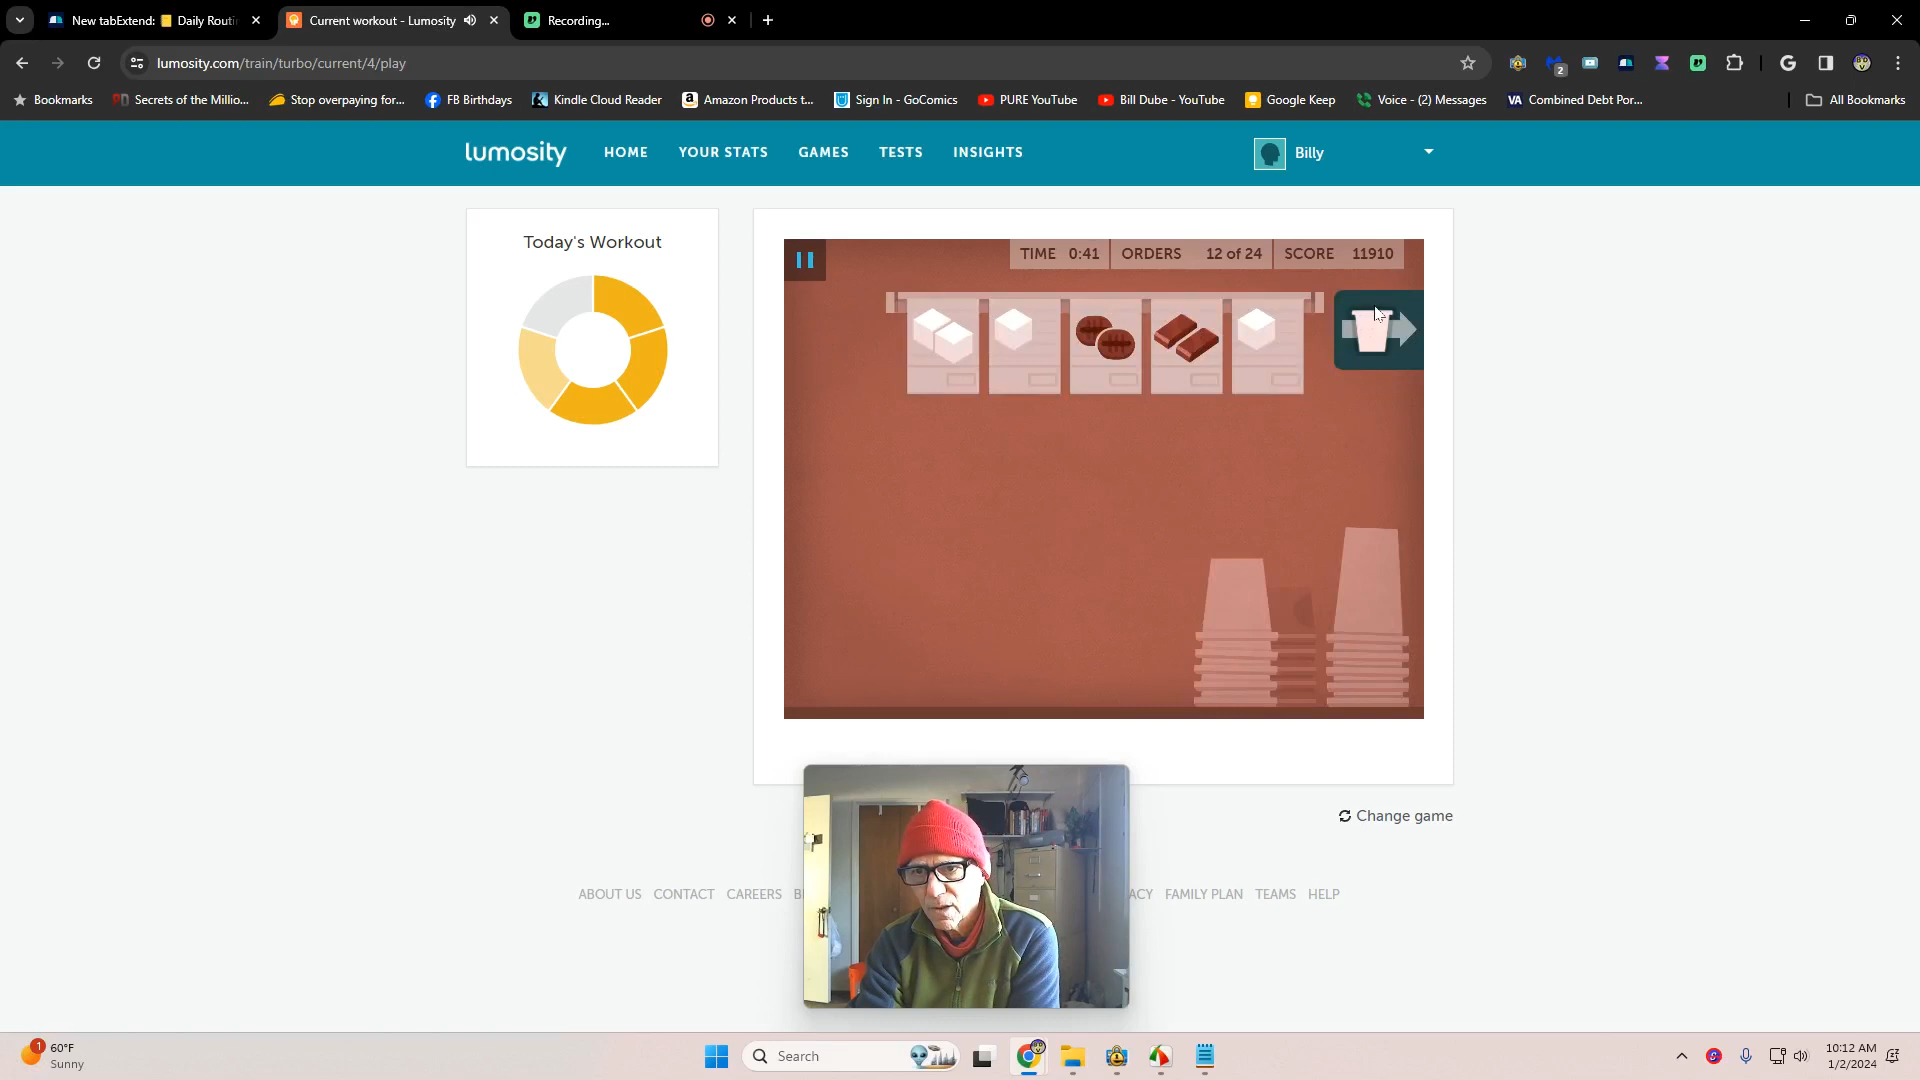 New tabExtend: Daily Routi
Current workout - Lumosity
Recording...
lumosity.com/train/turbo/current/4/play
2
Bookmarks
Secrets of the Millio...
Stop overpaying for...
FB Birthdays
Kindle Cloud Reader
Amazon Products t...
Sign In - GoComics
PURE YouTube
Bill Dube - YouTube
Google Keep
Voice - (2) Messages
VA Combined Debt Por...
All Bookmarks
lumosity
HOME
YOUR STATS
GAMES
TESTS
INSIGHTS
Billy
Today's Workout
TIME 0:41
ORDERS 12 of 24
SCORE 11910
Change game
ABOUT US CONTACT CAREERS B
ACY FAMILY PLAN TEAMS HELP
1
60°F
Sunny
Search
10:12 AM
1/2/2024